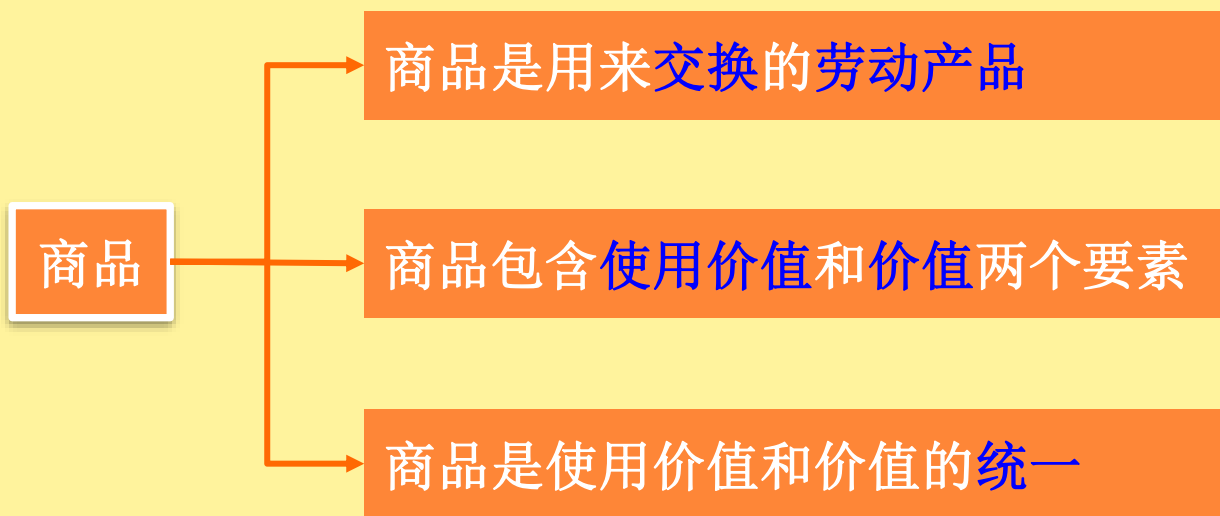 商品
商品是用来交换的劳动产品
商品包含使用价值和价值两个要素
商品是使用价值和价值的统一